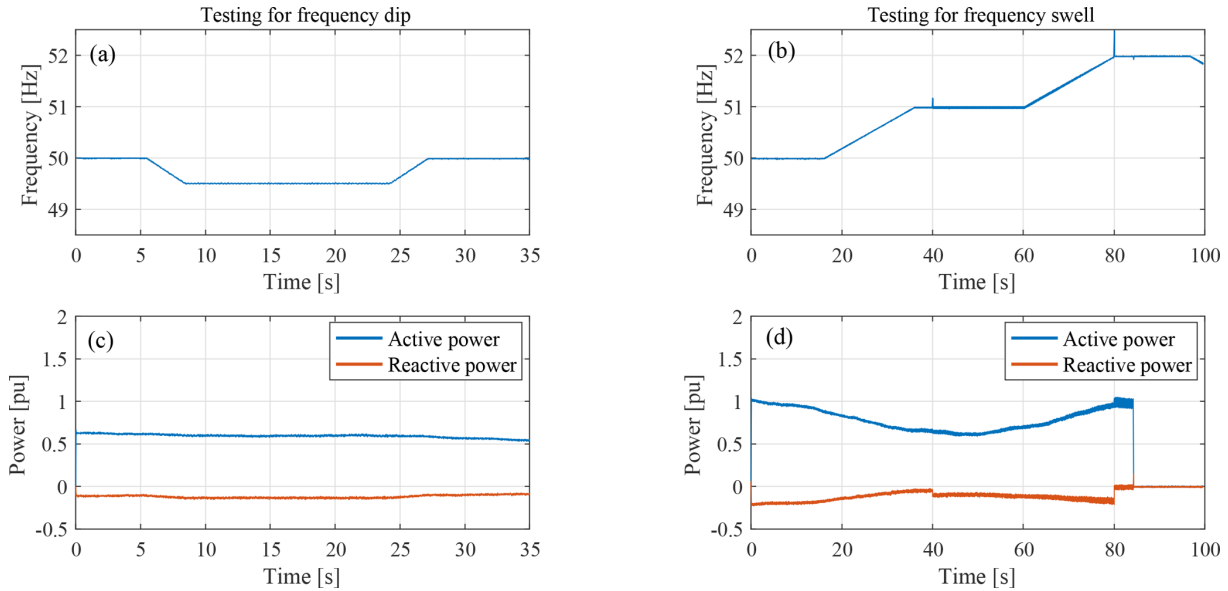 Testing for frequency dip
(a)
Frequency [Hz]
52
51
50
49
0 5 10 15 20 25 30 35
Time [s]
Testing for frequency swell
(b)
Frequency [Hz]
52
51
50
49
0 20 40 60 80 100
Time [s]
(c)
Active power
Reactive power
Power [pu]
2
1.5
1
0.5
0
-0.5
0 5 10 15 20 25 30 35
Time [s]
(d)
Active power
Reactive power
Power [pu]
2
1.5
1
0.5
0
-0.5
0 20 40 60 80 100
Time [s]